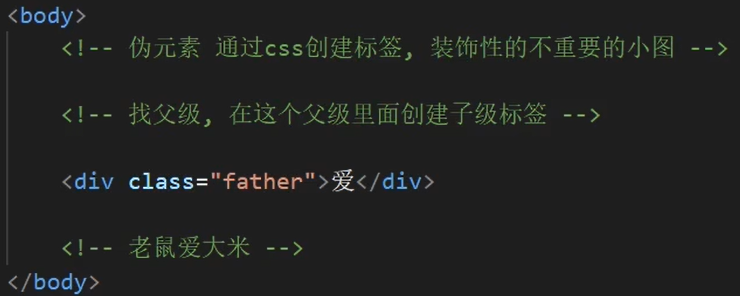 <body>
<!-- 伪元素 通过css创建标签, 装饰性的不重要的小图 -->
<!-- 找父级, 在这个父级里面创建子级标签 -->
<div class="father">爱</div>
<!-- 老鼠爱大米 -->
</body>